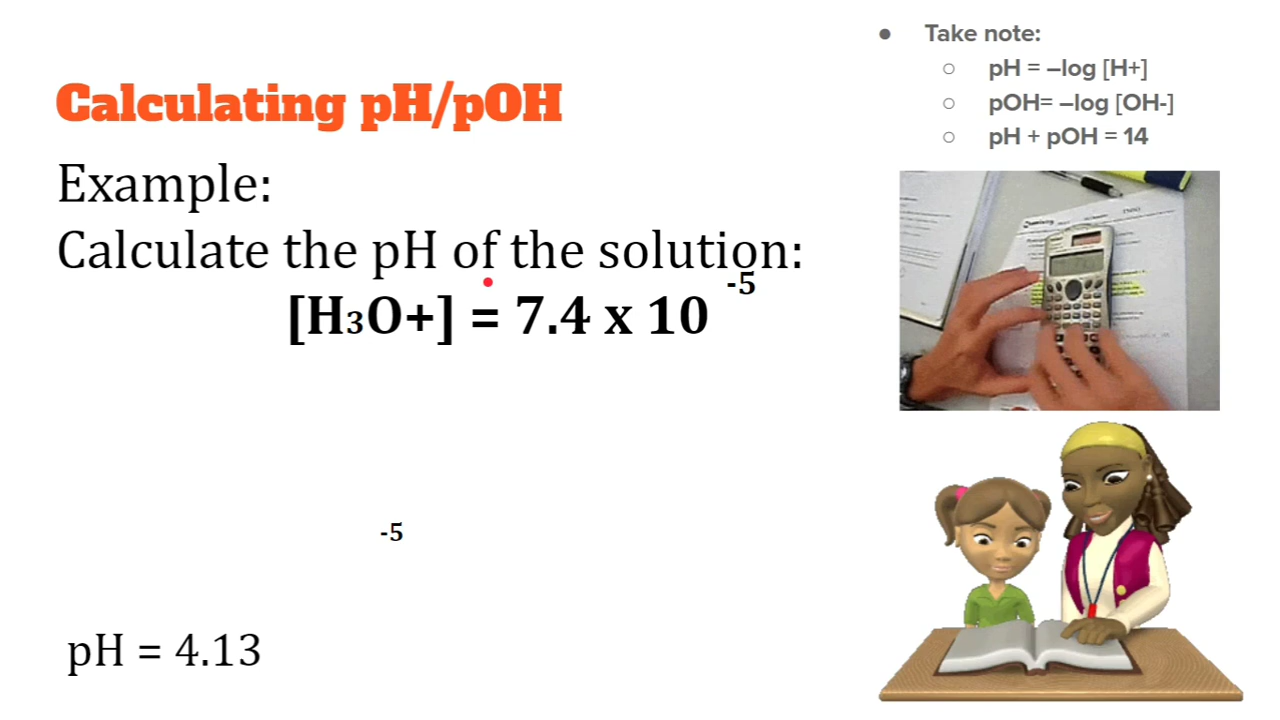 Calculating pH/pOH
Example:
Calculate the pH of the solution:
[H₃O+] = 7.4 x 10⁻⁵
-5
pH = 4.13
● Take note:
○ pH = –log [H+]
○ pOH= –log [OH-]
○ pH + pOH = 14